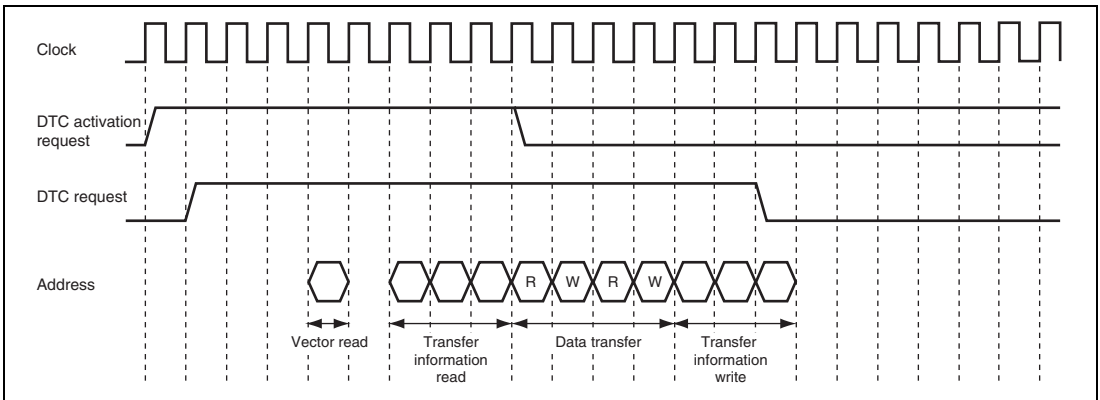 Clock
DTC activation
request
DTC request
Address
R W R W
Vector read
Transfer
information
read
Data transfer
Transfer
information
write